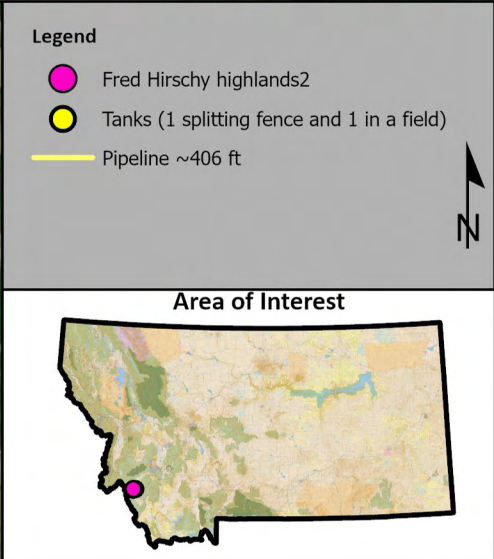 Legend
Fred Hirschy highlands2
Tanks (1 splitting fence and 1 in a field)
Pipeline ~406 ft
N
Area of Interest